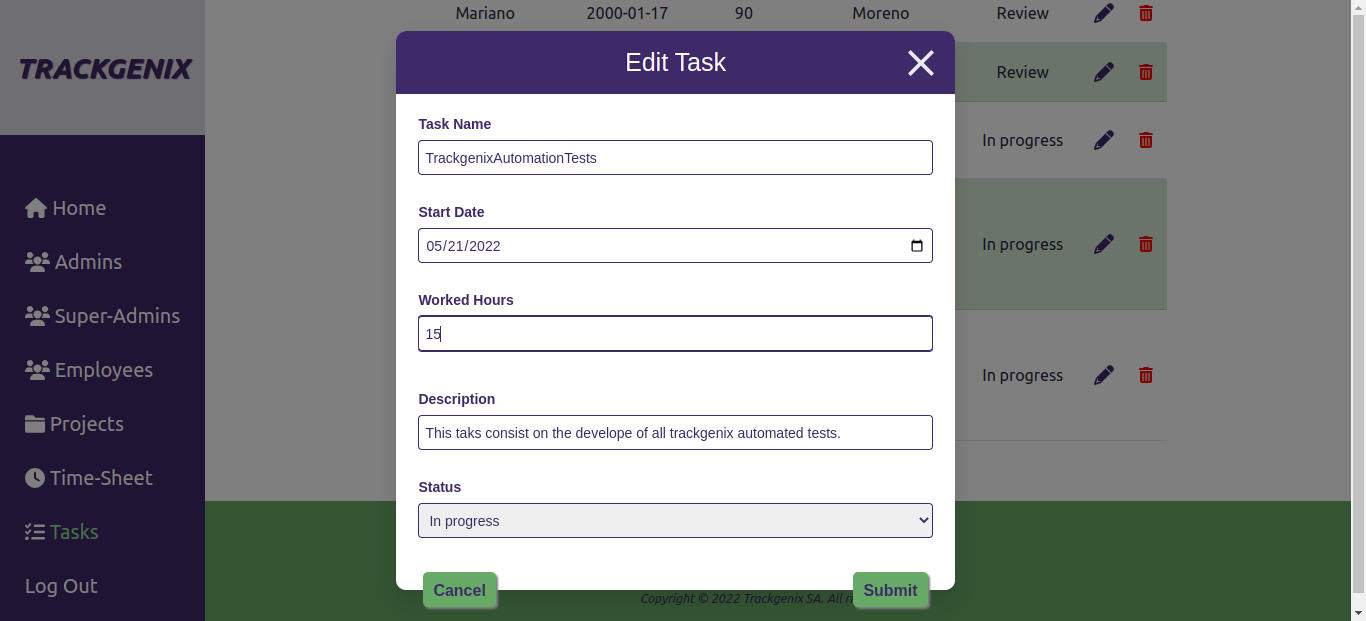 Mariano 2000-01-17 90 Moreno Review
TRACKGENIX
Edit Task
Review
Task Name
TrackgenixAutomationTests
In progress
Home
Start Date
05/21/2022
In progress
Admins
Worked Hours
Super-Admins
15
Employees
In progress
Description
Projects
This taks consist on the develope of all trackgenix automated tests.
Time-Sheet
Status
In progress
Tasks
Log Out
Cancel
Submit
Copyright © 2022 Trackgenix SA. All